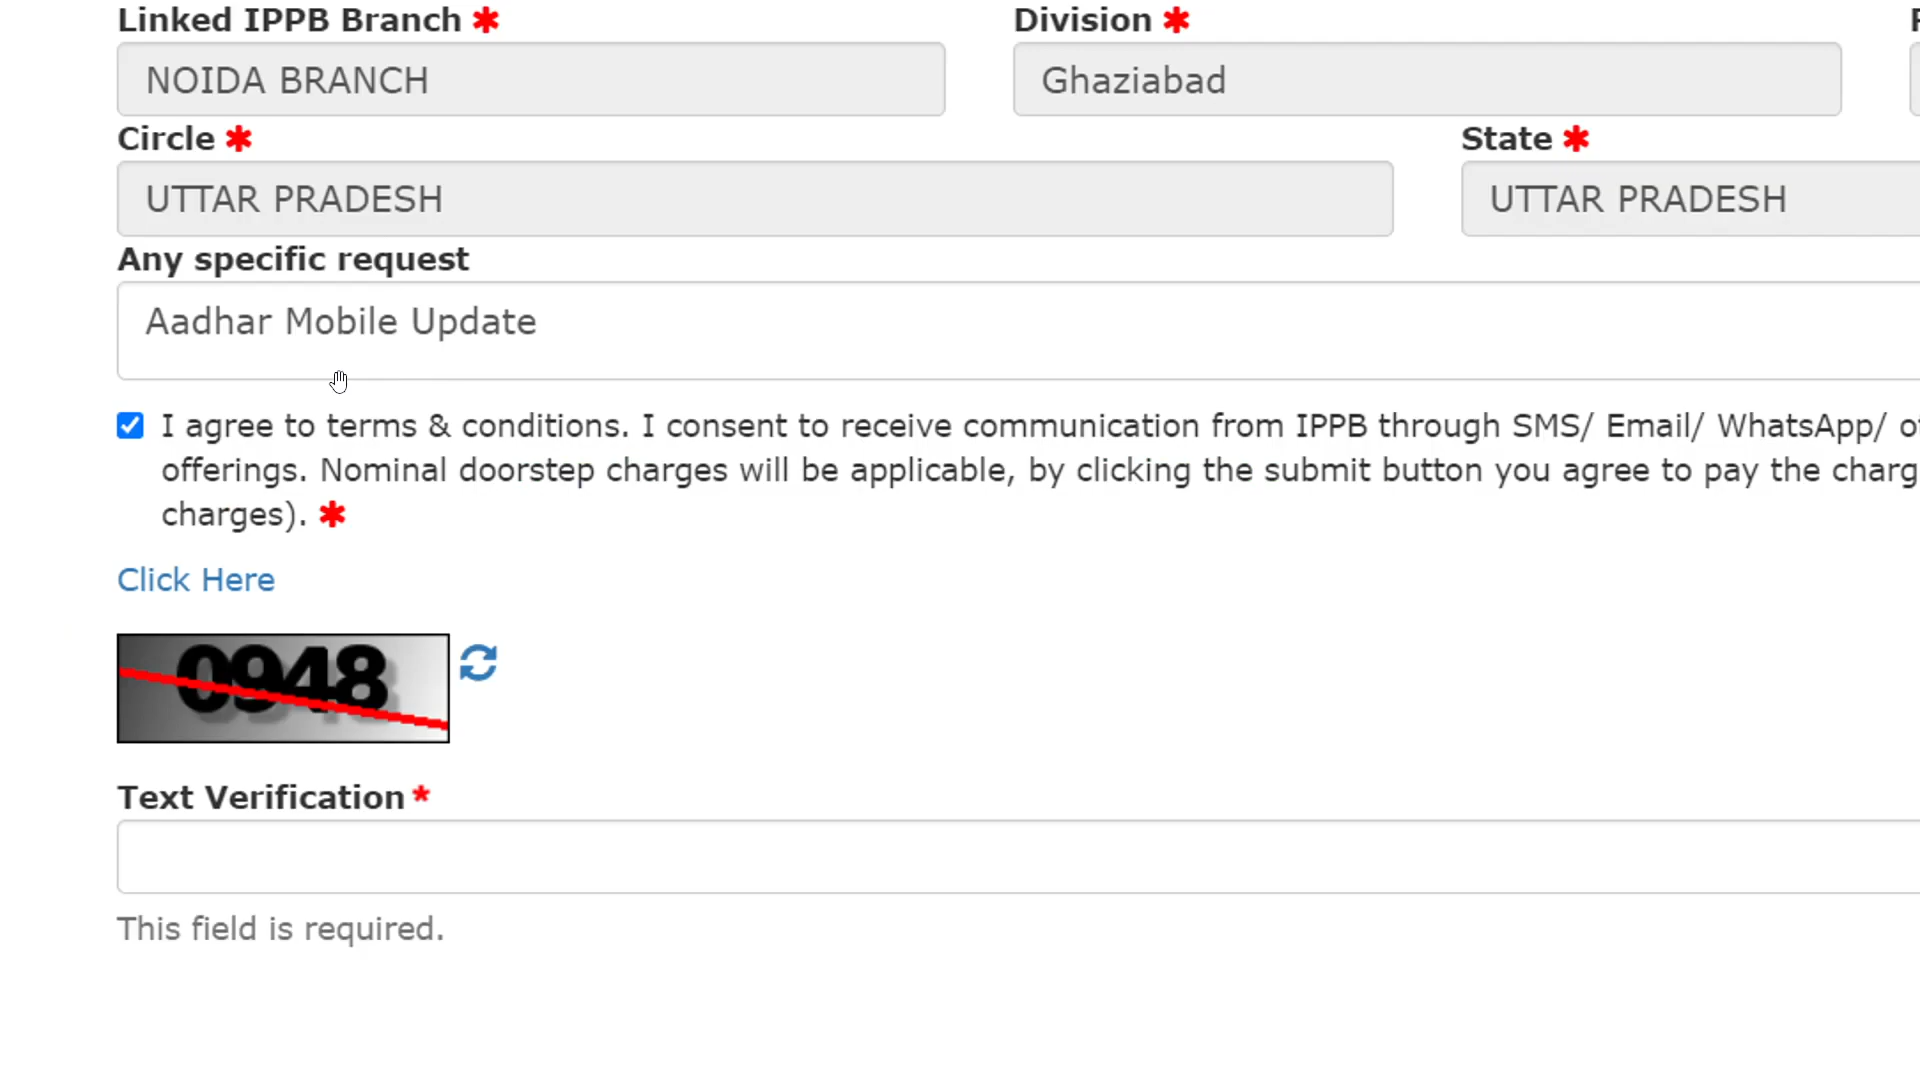 Linked IPPB Branch * Division *
NOIDA BRANCH Ghaziabad
Circle * State *
UTTAR PRADESH UTTAR PRADESH
Any specific request
Aadhar Mobile Update
I agree to terms & conditions. I consent to receive communication from IPPB through SMS/ Email/ WhatsApp/
offerings. Nominal doorstep charges will be applicable, by clicking the submit button you agree to pay the
charges). *
Click Here
0948
Text Verification *
This field is required.